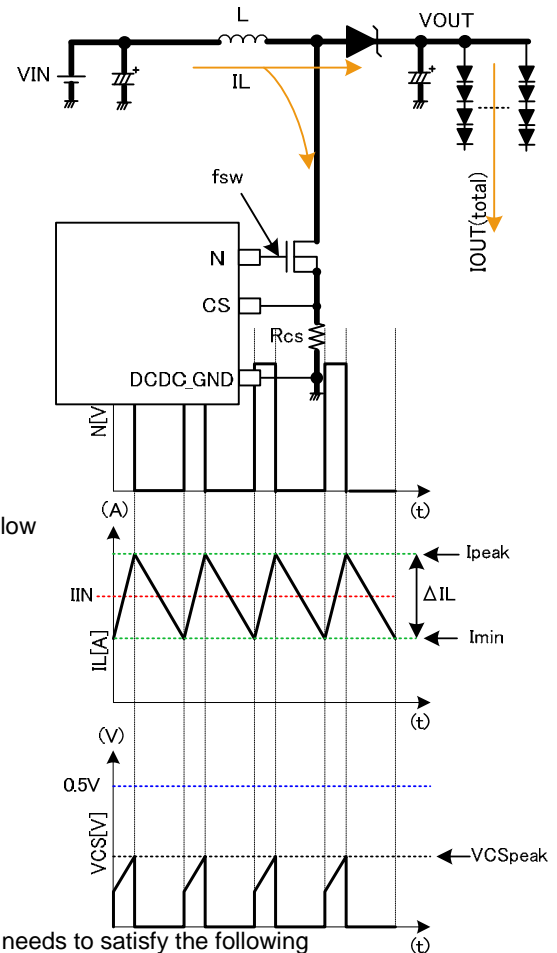 L
VOUT
VIN
+
+
IL
fsw
IOUT(total)
N
CS
Rcs
DCDC_GND
N[V
(t)
(A)
low
Ipeak
IIN
ΔIL
IL[A]
Imin
(t)
(V)
0.5V
VCS[V]
VCSpeak
needs to satisfy the following
(t)